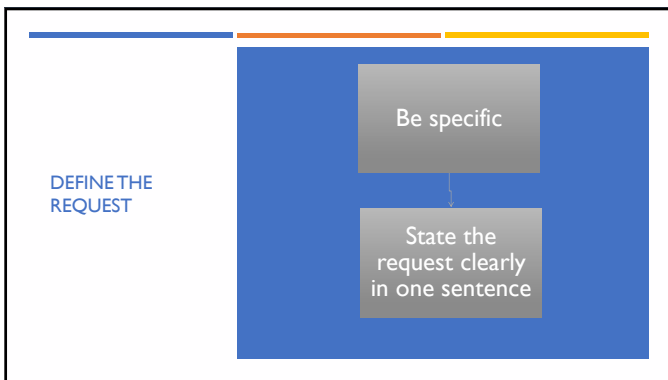 DEFINE THE
REQUEST
Be specific
State the
request clearly
in one sentence